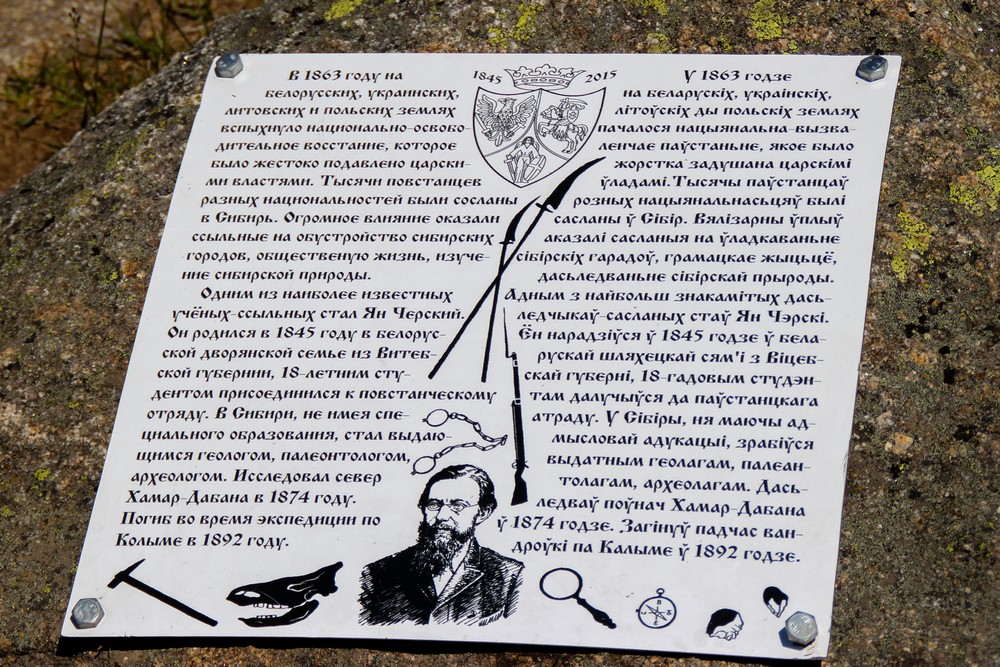 1845 2015
В 1863 году на
белорусских, украинских,
литовских и польских землях
вспыхнуло национально-освобо-
дительное восстание, которое
было жестоко подавлено царски-
ми властями. Тысячи повстанцев
разных национальностей были сосланы
в Сибирь. Огромное влияние оказали
ссыльные на обустройство сибирских
городов, общественную жизнь, изуче-
ние сибирской природы.
Одним из наиболее известных
учёных-ссыльных стал Ян Черский.
Он родился в 1845 году в белорус-
ской дворянской семье из Витеб-
ской губернии, 18-летним сту-
дентом присоединился к повстанческому
отряду. В Сибири, не имея спе-
циального образования, стал выдаю-
щимся геологом, палеонтологом,
археологом. Исследовал север
Хамар-Дабана в 1874 году.
Погиб во время экспедиции по
Колыме в 1892 году.
У 1863 годзе
на беларускіх, украінскіх,
літоўскіх ды польскіх землях
пачалося нацыянальна-вызва-
ленчае паўстаньне, якое было
жорстка задушана царскімі
ўладамі.Тысячы паўстанцаў
розных нацыянальнасьцяў былі
сасланы ў Сібір. Вялізарны ўплыў
аказалі сасланыя на ўладкаваньне
сібірскіх гарадоў, грамацкае жыцьцё,
дасьледваньне сібірскай прыроды.
Адным з найбольш знакамітых дась-
ледчыкаў-сасланых стаў Ян Чэрскі.
Ён нарадзіўся ў 1845 годзе ў бела-
рускай шляхецкай сям'і з Віцеб-
скай губерні, 18-гадовым студэн-
там далучыўся да паўстанцкага
атраду. У Сібіры, ня маючы ад-
мысловай адукацыі, зрабіўся
выдатным геолагам, палеан-
толагам, археолагам. Дась-
ледваў поўнач Хамар-Дабана
ў 1874 годзе. Загінуў падчас ван-
дроўкі па Калыме ў 1892 годзе.